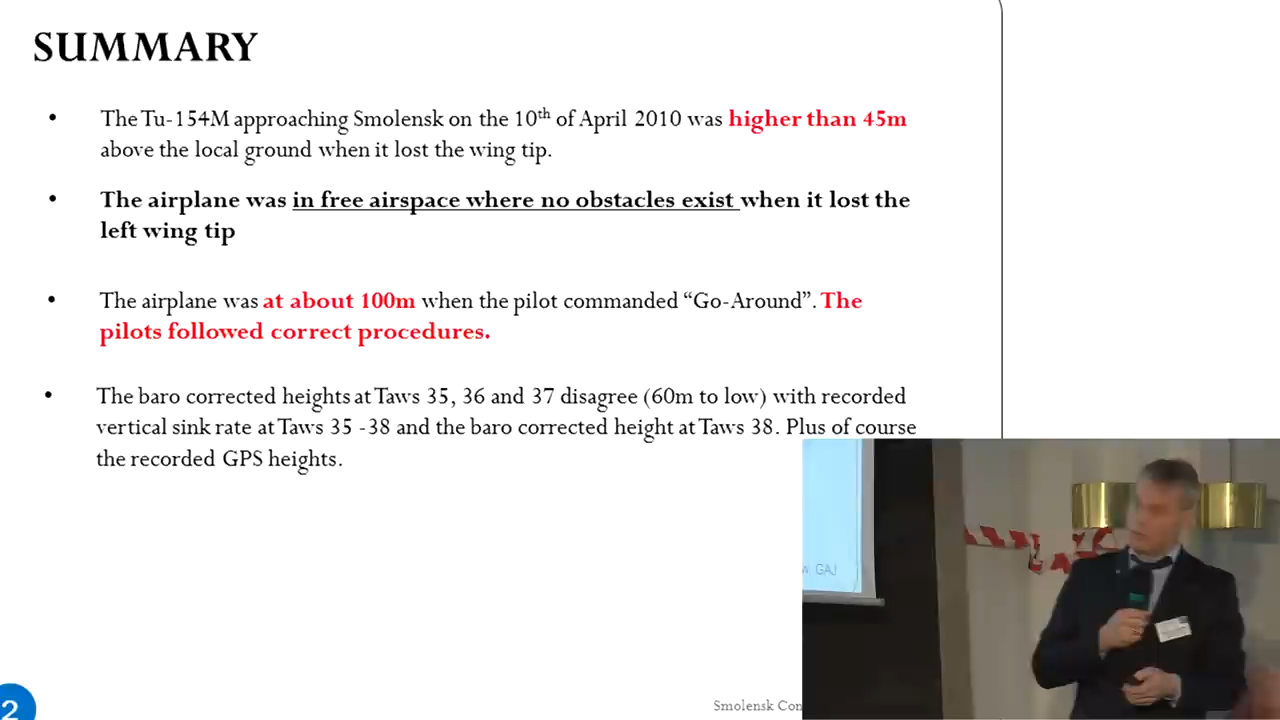 SUMMARY
• The Tu-154M approaching Smolensk on the 10th of April 2010 was higher than 45m
above the local ground when it lost the wing tip.
• The airplane was in free airspace where no obstacles exist when it lost the
left wing tip
• The airplane was at about 100m when the pilot commanded “Go-Around”. The
pilots followed correct procedures.
• The baro corrected heights at Taws 35, 36 and 37 disagree (60m to low) with recorded
vertical sink rate at Taws 35 -38 and the baro corrected height at Taws 38. Plus of course
the recorded GPS heights.
GAJ
2
Smolensk